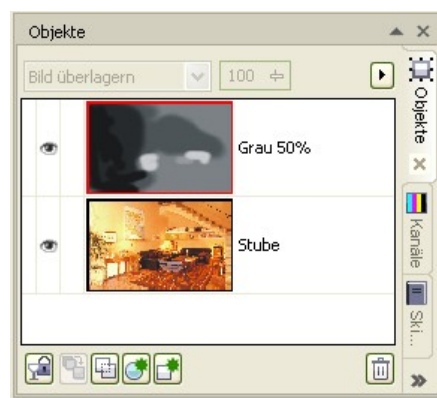 Objekte
Bild überlagern 100
Grau 50%
Stube
Objekte
Kanäle
Ski...